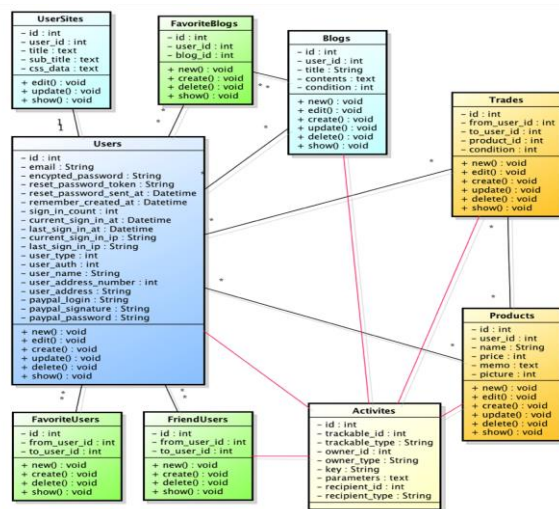 UserSites
- id : int
- user_id : int
- title : text
- sub_title : text
- css_data : text
+ edit() : void
+ update() : void
+ show() : void
FavoriteBlogs
- id : int
- user_id : int
- blog_id : int
+ new() : void
+ create() : void
+ delete() : void
+ show() : void
Blogs
- id : int
- user_id : int
- title : String
- contents : text
- condition : int
+ new() : void
+ edit() : void
+ create() : void
+ update() : void
+ delete() : void
+ show() : void
Trades
- id : int
- from_user_id : int
- to_user_id : int
- product_id : int
- condition : int
+ new() : void
+ edit() : void
+ create() : void
+ update() : void
+ delete() : void
+ show() : void
Users
- id : int
- email : String
- encypted_password : String
- reset_password_token : String
- reset_password_sent_at : Datetime
- remember_created_at : Datetime
- sign_in_count : int
- current_sign_in_at : Datetime
- last_sign_in_at : Datetime
- current_sign_in_ip : String
- last_sign_in_ip : String
- user_type : int
- user_auth : int
- user_name : String
- user_address_number : int
- user_address : String
- paypal_login : String
- paypal_signature : String
- paypal_password : String
+ new() : void
+ edit() : void
+ create() : void
+ update() : void
+ delete() : void
+ show() : void
Products
- id : int
- user_id : int
- name : String
- price : int
- memo : text
- picture : int
+ new() : void
+ edit() : void
+ create() : void
+ update() : void
+ delete() : void
+ show() : void
FavoriteUsers
- id : int
- from_user_id : int
- to_user_id : int
+ new() : void
+ create() : void
+ delete() : void
+ show() : void
FriendUsers
- id : int
- from_user_id : int
- to_user_id : int
+ new() : void
+ create() : void
+ delete() : void
+ show() : void
Activites
- id : int
- trackable_id : int
- trackable_type : String
- owner_id : int
- owner_type : String
- key : String
- parameters : text
- recipient_id : int
- recipient_type : String